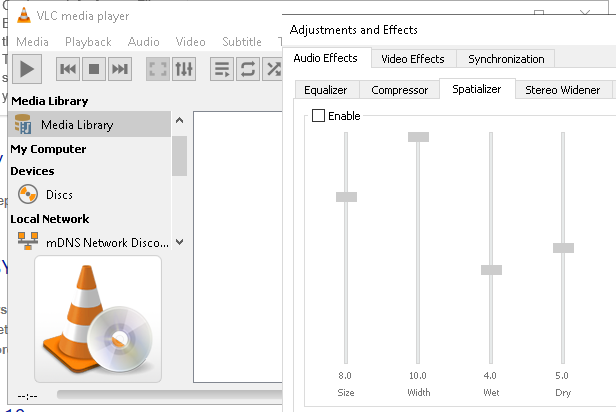 VLC media player
Media Playback Audio Video Subtitle
Media Library
Media Library
My Computer
Devices
Discs
Local Network
mDNS Network Disco...
--:--
Adjustments and Effects
Audio Effects Video Effects Synchronization
Equalizer Compressor Spatializer Stereo Widener
Enable
8.0 10.0 4.0 5.0
Size Width Wet Dry